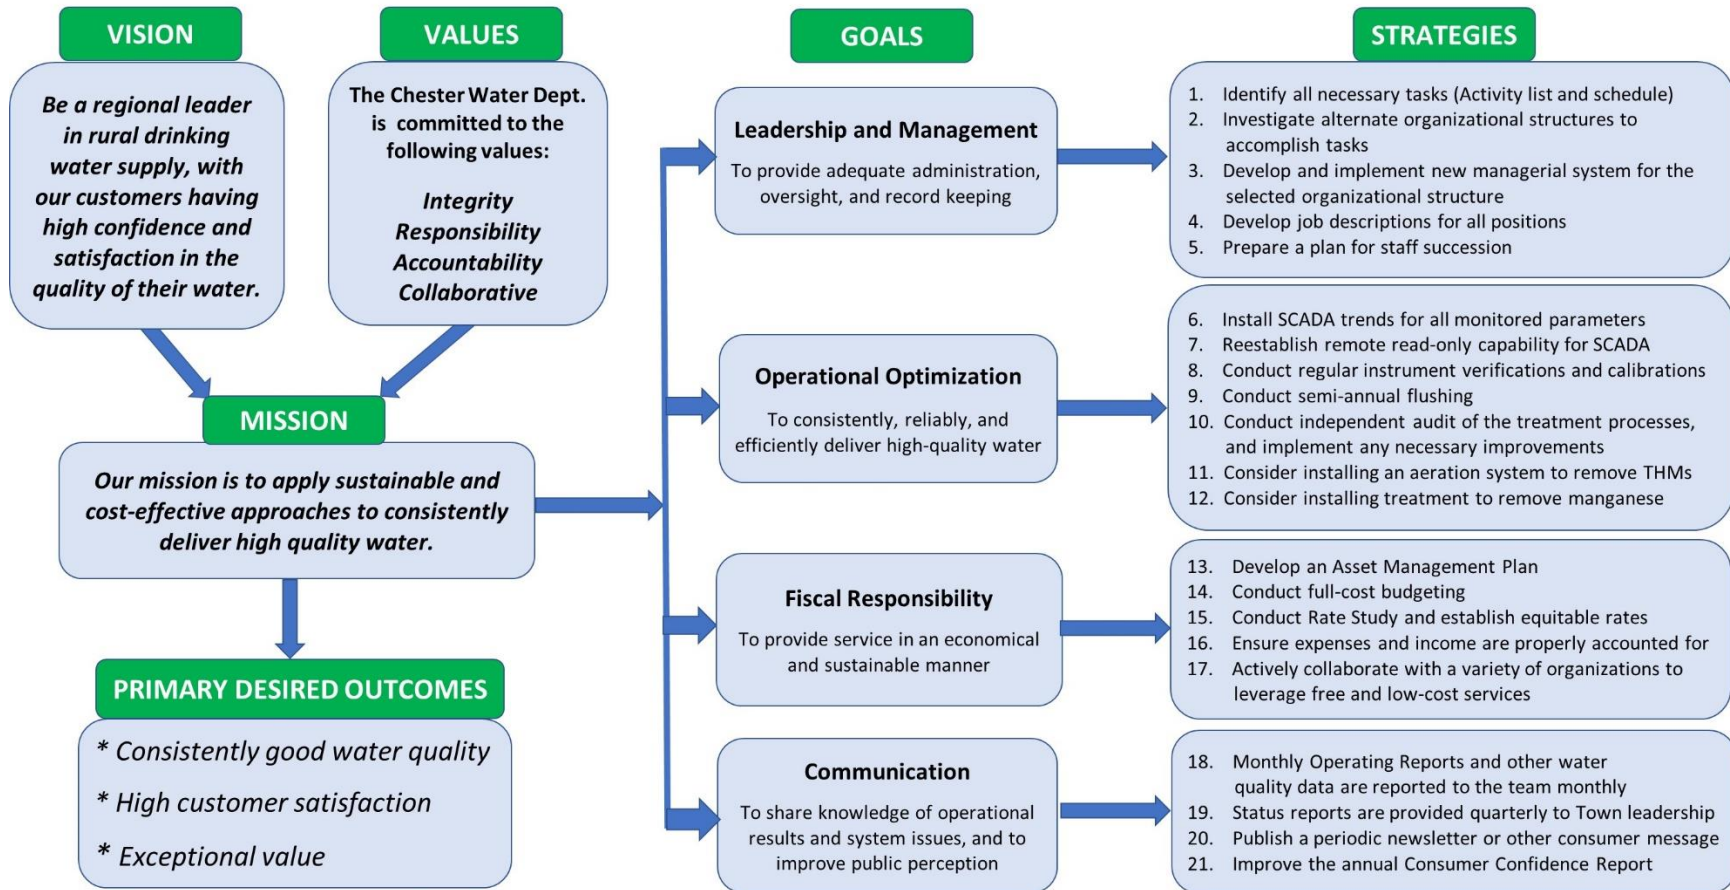 VISION
Be a regional leader
in rural drinking
water supply, with
our customers having
high confidence and
satisfaction in the
quality of their water.
VALUES
The Chester Water Dept.
is committed to the
following values:
Integrity
Responsibility
Accountability
Collaborative
MISSION
Our mission is to apply sustainable and
cost-effective approaches to consistently
deliver high quality water.
PRIMARY DESIRED OUTCOMES
* Consistently good water quality
* High customer satisfaction
* Exceptional value
GOALS
Leadership and Management
To provide adequate administration,
oversight, and record keeping
Operational Optimization
To consistently, reliably, and
efficiently deliver high-quality water
Fiscal Responsibility
To provide service in an economical
and sustainable manner
Communication
To share knowledge of operational
results and system issues, and to
improve public perception
STRATEGIES
1. Identify all necessary tasks (Activity list and schedule)
2. Investigate alternate organizational structures to
accomplish tasks
3. Develop and implement new managerial system for the
selected organizational structure
4. Develop job descriptions for all positions
5. Prepare a plan for staff succession
6. Install SCADA trends for all monitored parameters
7. Reestablish remote read-only capability for SCADA
8. Conduct regular instrument verifications and calibrations
9. Conduct semi-annual flushing
10. Conduct independent audit of the treatment processes,
and implement any necessary improvements
11. Consider installing an aeration system to remove THMs
12. Consider installing treatment to remove manganese
13. Develop an Asset Management Plan
14. Conduct full-cost budgeting
15. Conduct Rate Study and establish equitable rates
16. Ensure expenses and income are properly accounted for
17. Actively collaborate with a variety of organizations to
leverage free and low-cost services
18. Monthly Operating Reports and other water
quality data are reported to the team monthly
19. Status reports are provided quarterly to Town leadership
20. Publish a periodic newsletter or other consumer message
21. Improve the annual Consumer Confidence Report